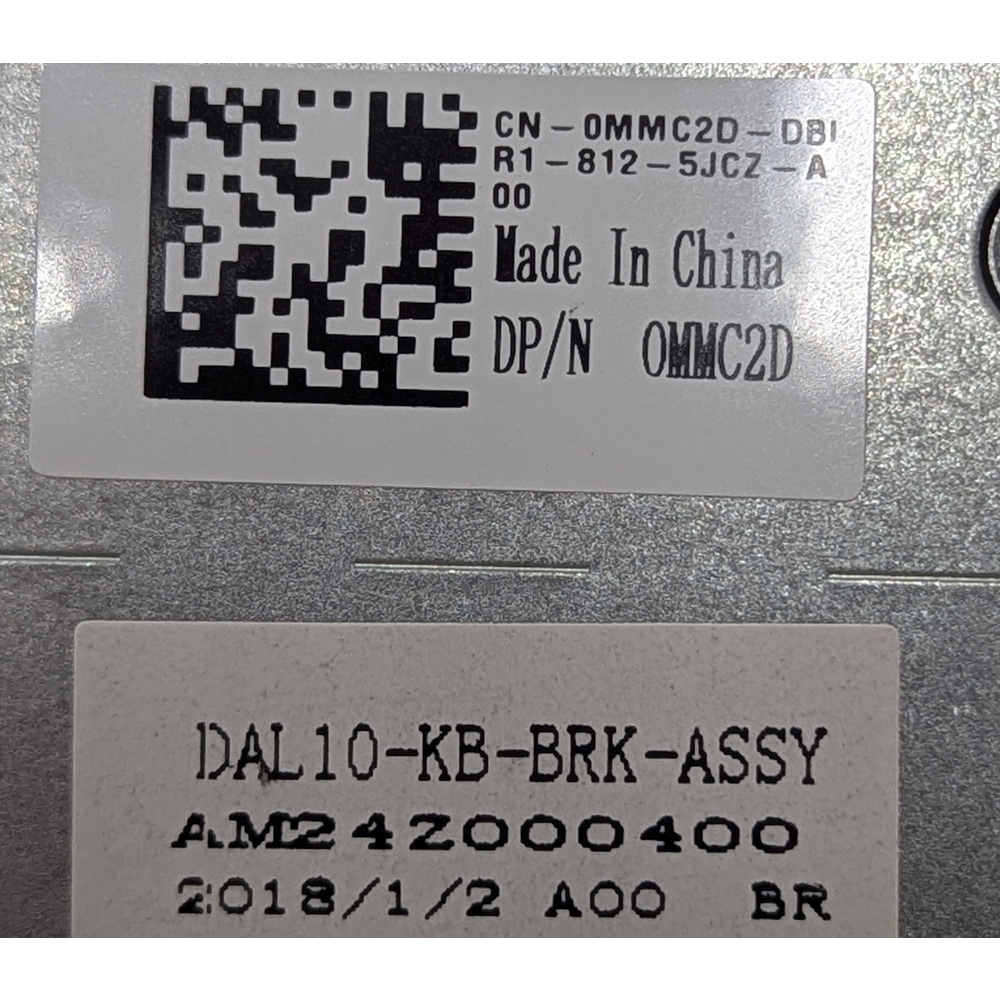 CN-0MMC2D-DBI
R1-812-5JCZ-A
00
Made In China
DP/N 0MMC2D
DAL10-KB-BRK-ASSY
AM24Z000400
2018/1/2 A00 BR